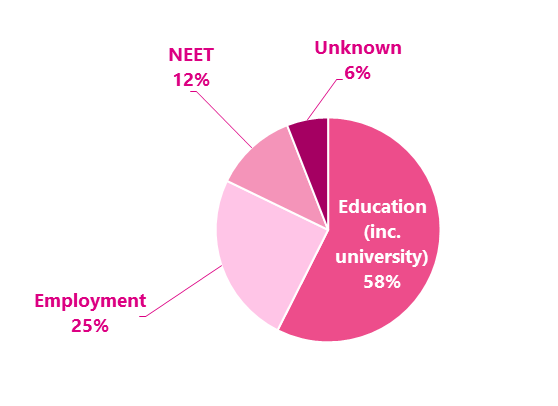 Unknown
6%
NEET
12%
Education
(inc.
university)
58%
Employment
25%